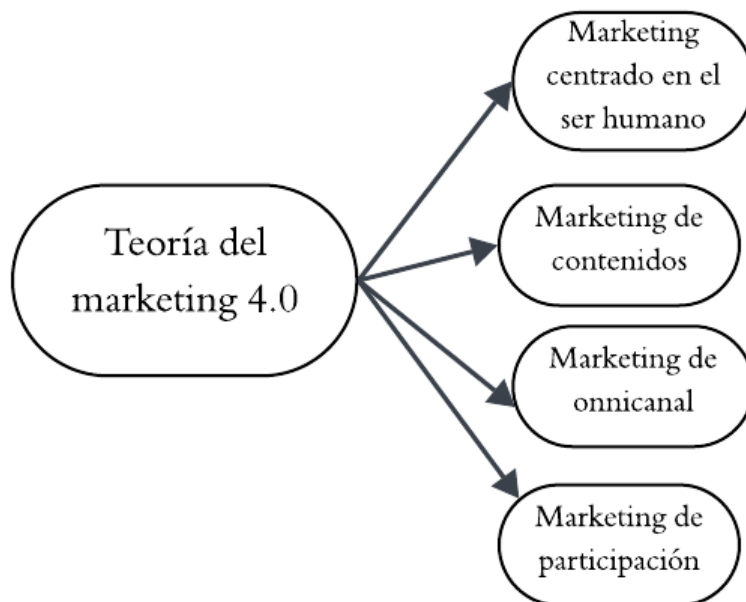 Teoría del
marketing 4.0
Marketing
centrado en el
ser humano
Marketing de
contenidos
Marketing de
onnicanal
Marketing de
participación